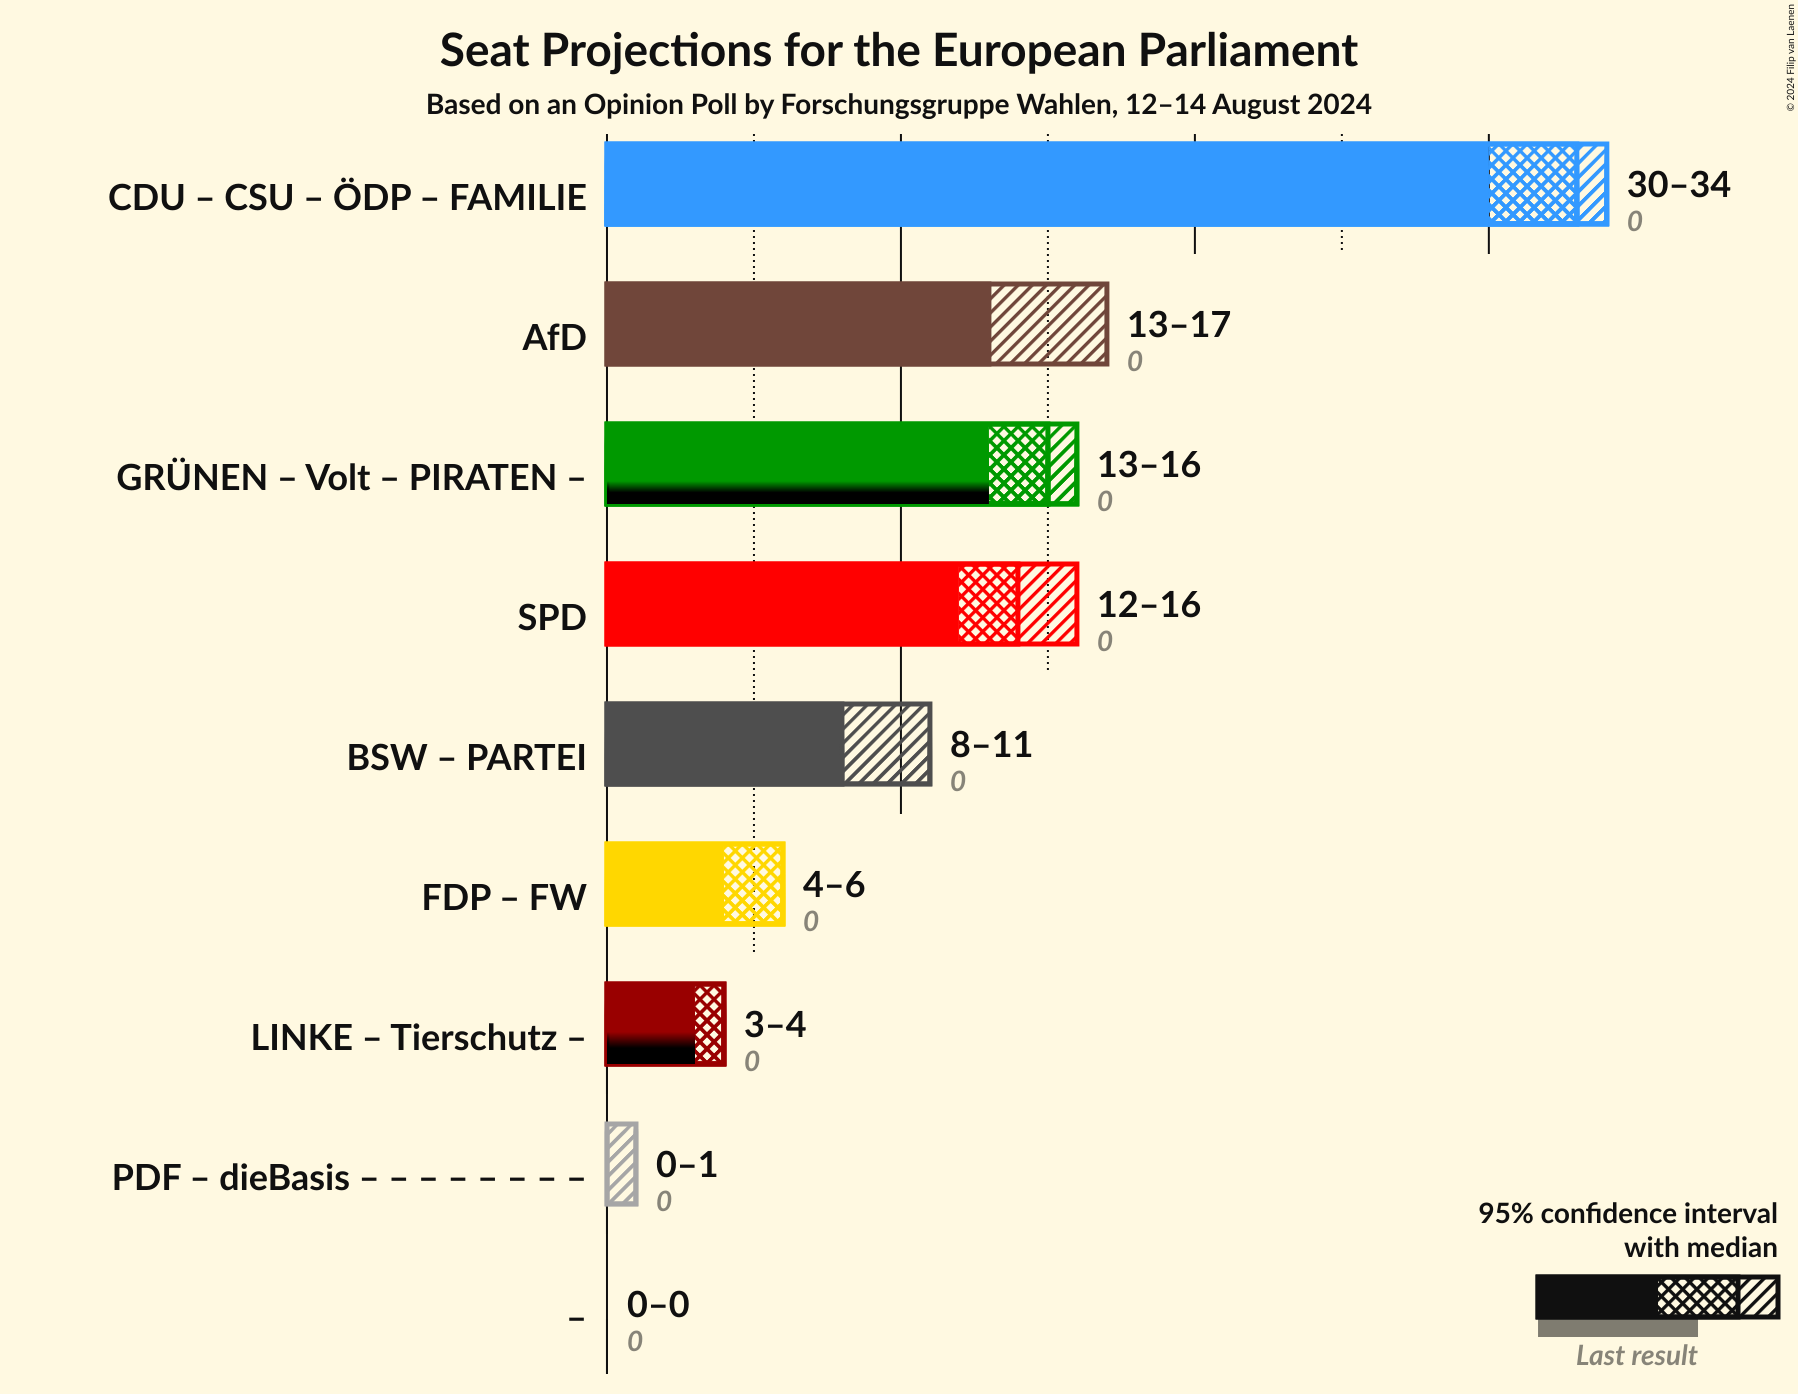 Seat Projections for the European Parliament
Based on an Opinion Poll by Forschungsgruppe Wahlen, 12–14 August 2024
© 2024 Filip van Laenen
CDU – CSU – ÖDP – FAMILIE
30–34
0
AfD
13–17
0
GRÜNEN – Volt – PIRATEN –
13–16
0
SPD
12–16
0
BSW – PARTEI
8–11
0
FDP – FW
4–6
0
LINKE – Tierschutz –
3–4
0
PDF – dieBasis – – – – – – – –
0–1
0
–
0–0
0
95% confidence interval
with median
Last result